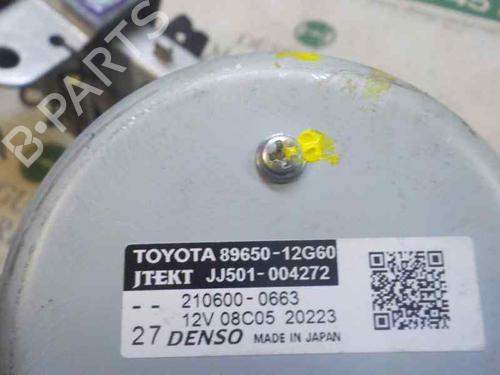 B-PARTS
TOYOTA 89650-12G60
JTEKT JJ501-004272
-- 210600-0663
12V 08C05 20223
27 DENSO MADE IN JAPAN